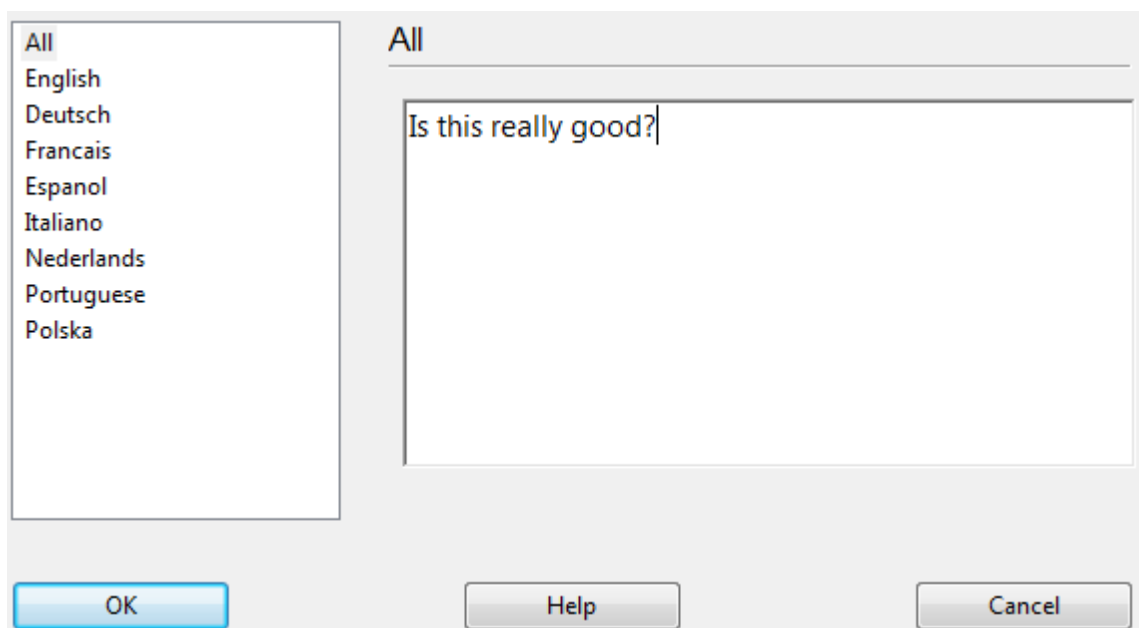 All
English
Deutsch
Francais
Espanol
Italiano
Nederlands
Portuguese
Polska
All
Is this really good?
OK
Help
Cancel